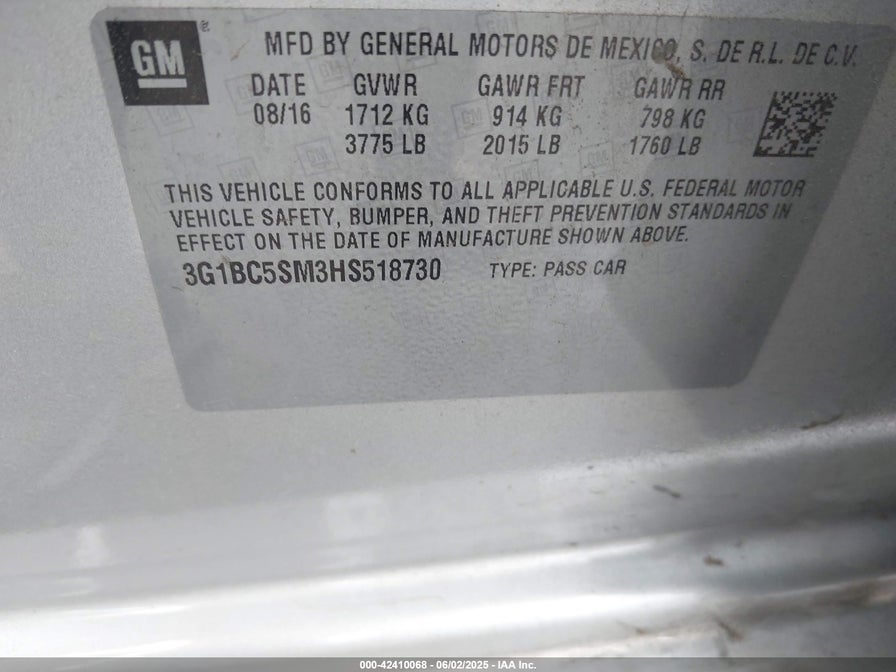 GM
MFD BY GENERAL MOTORS DE MEXICO, S. DE R.L. DE C.V.
DATE GVWR GAWR FRT GAWR RR
08/16 1712 KG 914 KG 798 KG
3775 LB 2015 LB 1760 LB
THIS VEHICLE CONFORMS TO ALL APPLICABLE U.S. FEDERAL MOTOR
VEHICLE SAFETY, BUMPER, AND THEFT PREVENTION STANDARDS IN
EFFECT ON THE DATE OF MANUFACTURE SHOWN ABOVE.
3G1BC5SM3HS518730 TYPE: PASS CAR
000-42410068 - 06/02/2025 - IAA Inc.